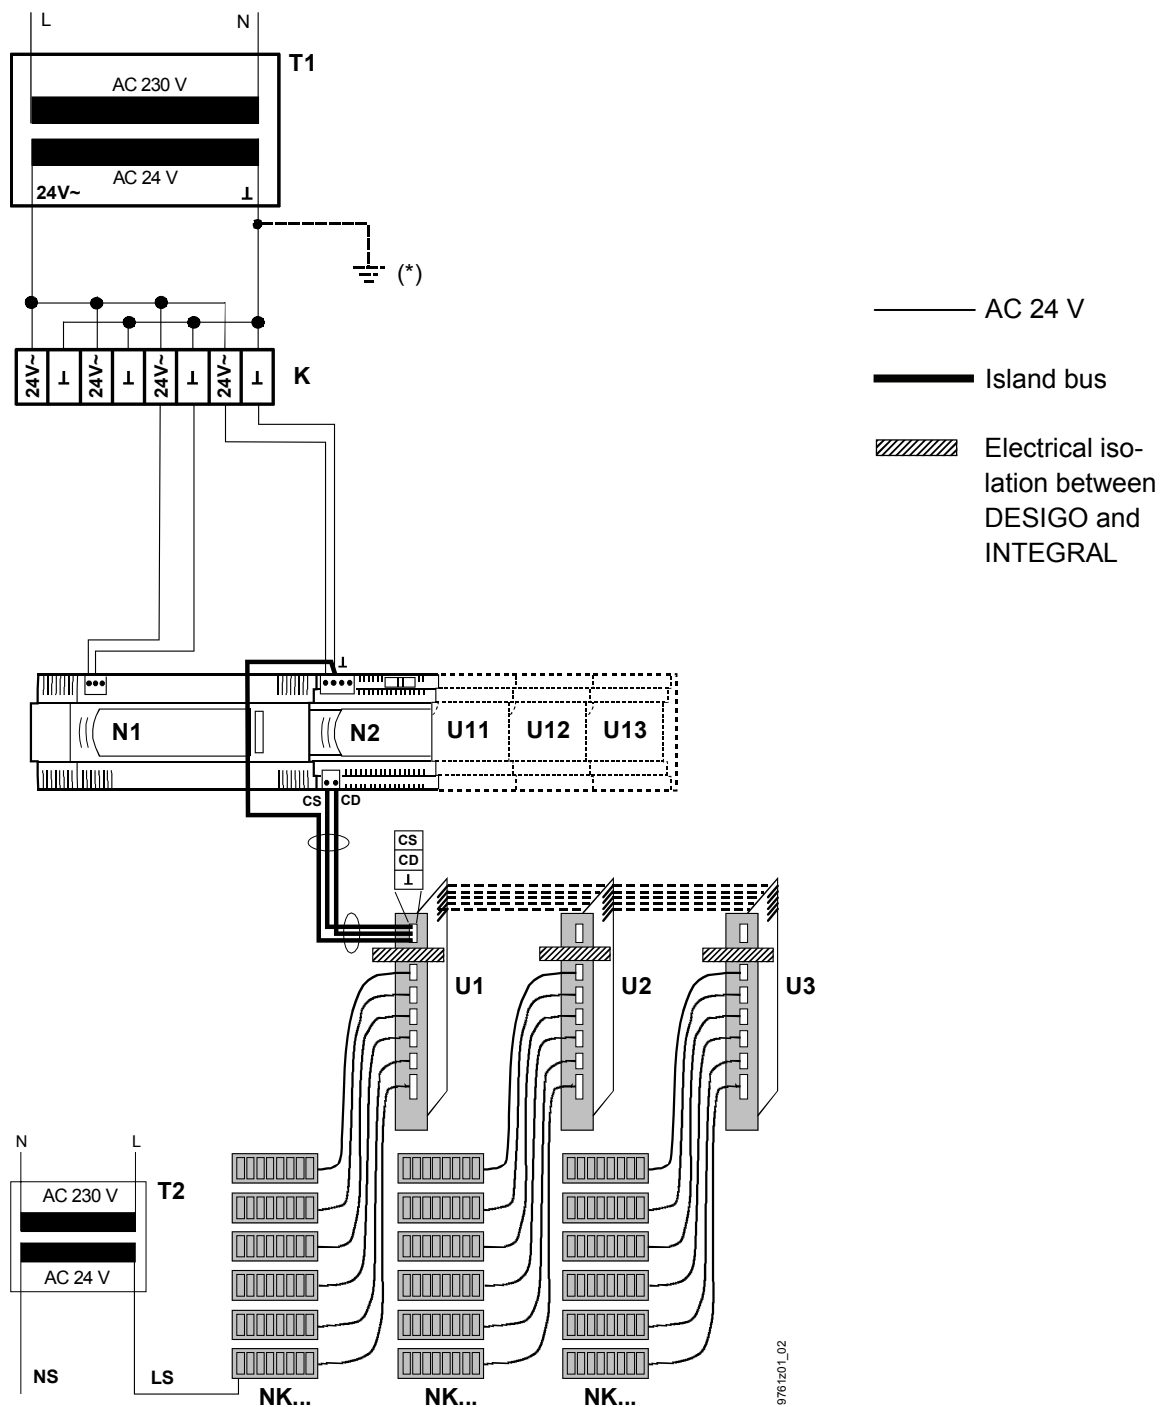 L N
T1
AC 230 V
AC 24 V
24V~ ⊥
(*)
24V~ ⊥ 24V~ ⊥ 24V~ ⊥ 24V~ ⊥
K
AC 24 V
Island bus
Electrical iso-
lation between
DESIGO and
INTEGRAL
⊥
N1 N2 U11 U12 U13
CS CD
CS
CD
⊥
U1 U2 U3
N L
T2
AC 230 V
AC 24 V
NS LS
NK... NK... NK...
9761z01_02